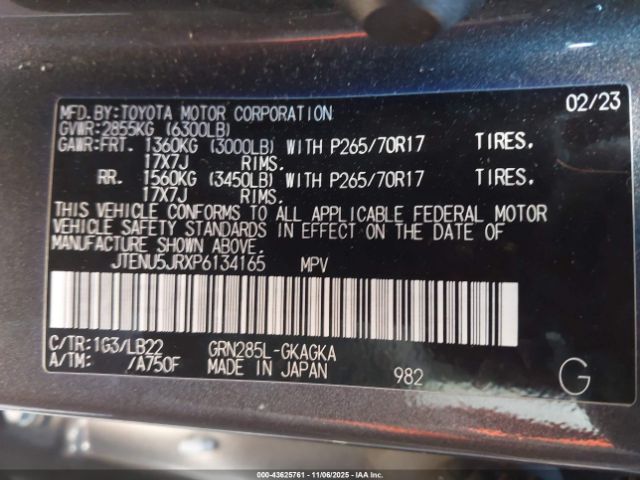 MFD.BY:TOYOTA MOTOR CORPORATION 02/23
GVWR:2855KG (6300LB)
GAWR:FRT. 1360KG (3000LB) WITH P265/70R17 TIRES.
17X7J RIMS.
RR. 1560KG (3450LB) WITH P265/70R17 TIRES.
17X7J RIMS.
THIS VEHICLE CONFORMS TO ALL APPLICABLE FEDERAL MOTOR
VEHICLE SAFETY STANDARDS IN EFFECT ON THE DATE OF
MANUFACTURE SHOWN ABOVE.
JTENU5JRXP6134165 MPV
C/TR:1G3/LB22 GRN285L-GKAGKA
A/TM: /A750F MADE IN JAPAN 982 G
000-43625761 - 11/06/2025 - IAA Inc.